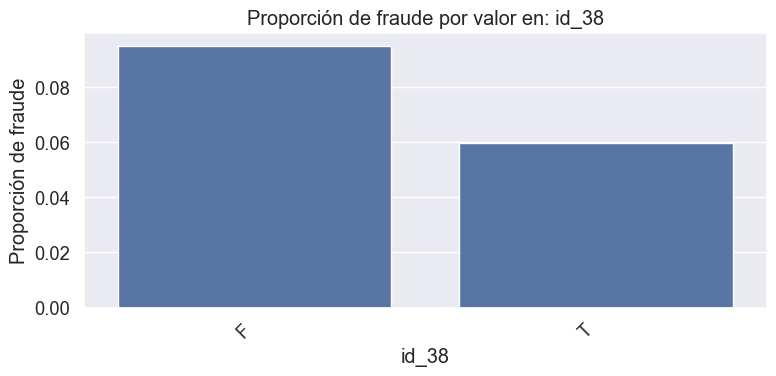 Proporción de fraude por valor en: id_38
Proporción de fraude
0.08
0.06
0.04
0.02
0.00
F
T
id_38